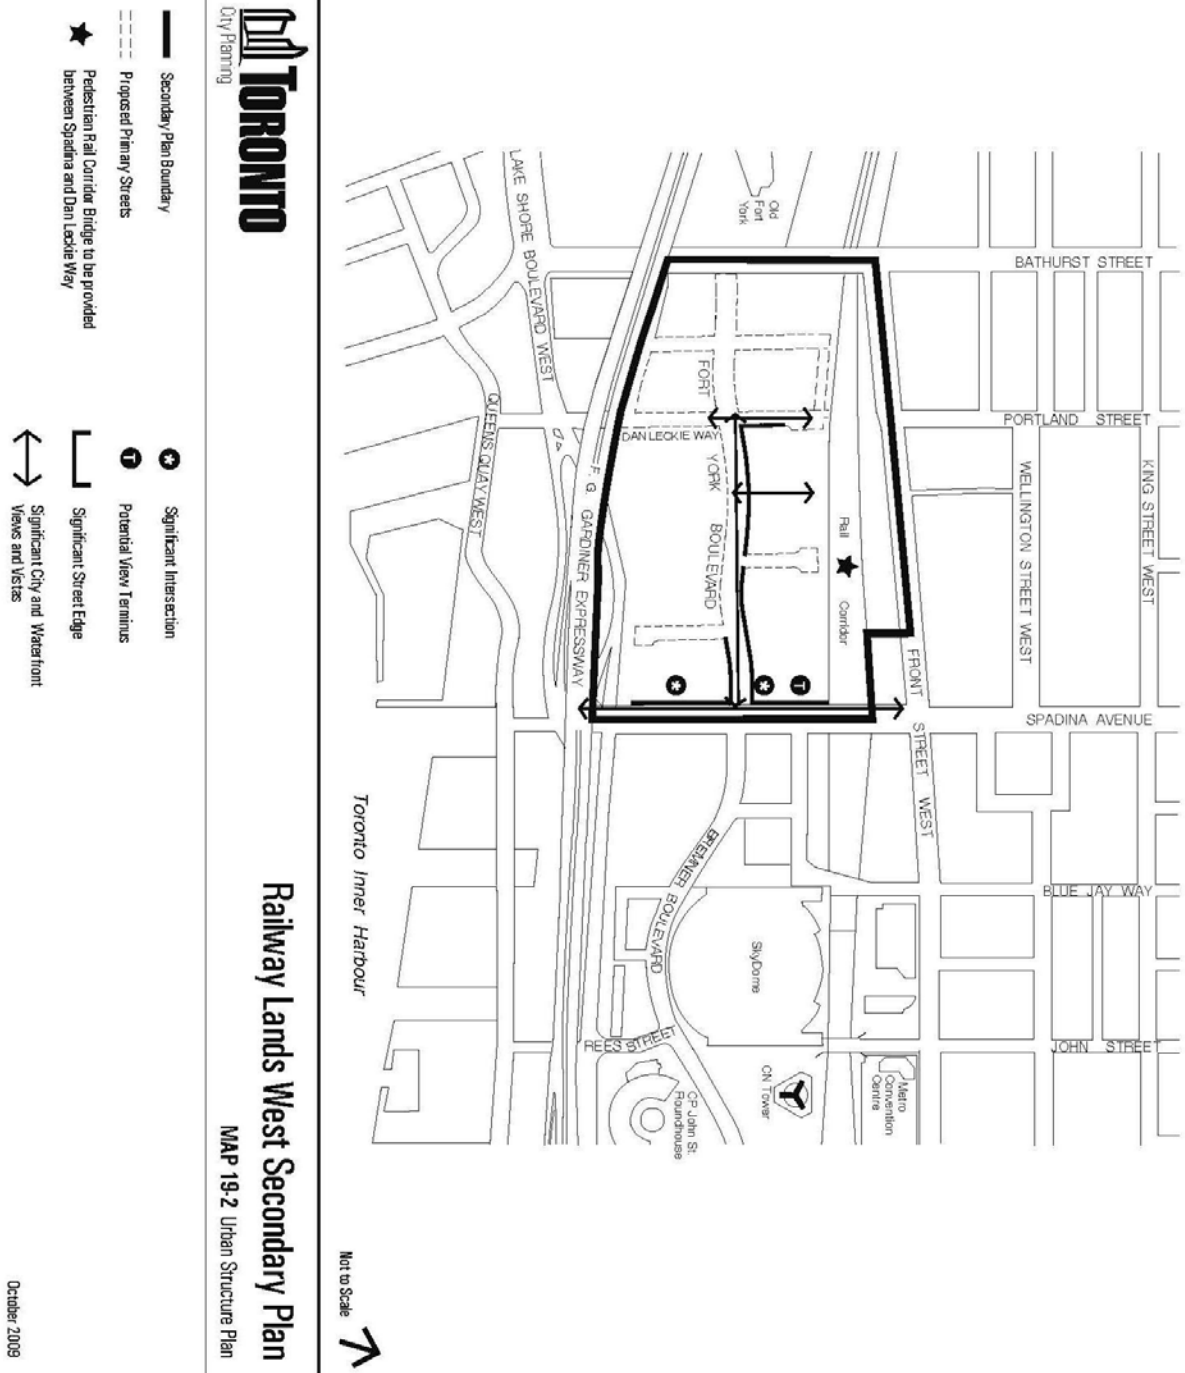 KING STREET WEST
BATHURST STREET
PORTLAND STREET
WELLINGTON STREET WEST
SPADINA AVENUE
BLUE JAY WAY
JOHN STREET
FRONT STREET WEST
Metro
Convention
Centre
Rail Corridor
Old
Fort
York
FORT YORK BOULEVARD
DAN LECKIE WAY
SkyDome
CN Tower
BREMNER BOULEVARD
CP John St.
Roundhouse
REES STREET
F. G. GARDINER EXPRESSWAY
LAKE SHORE BOULEVARD WEST
QUEENS QUAY WEST
Toronto Inner Harbour
Not to Scale
TORONTO
City Planning
Railway Lands West Secondary Plan
MAP 19-2 Urban Structure Plan
Secondary Plan Boundary
Proposed Primary Streets
Pedestrian Rail Corridor Bridge to be provided
between Spadina and Dan Leckie Way
Significant Intersection
T Potential View Terminus
Significant Street Edge
Significant City and Waterfront
Views and Vistas
October 2009
T